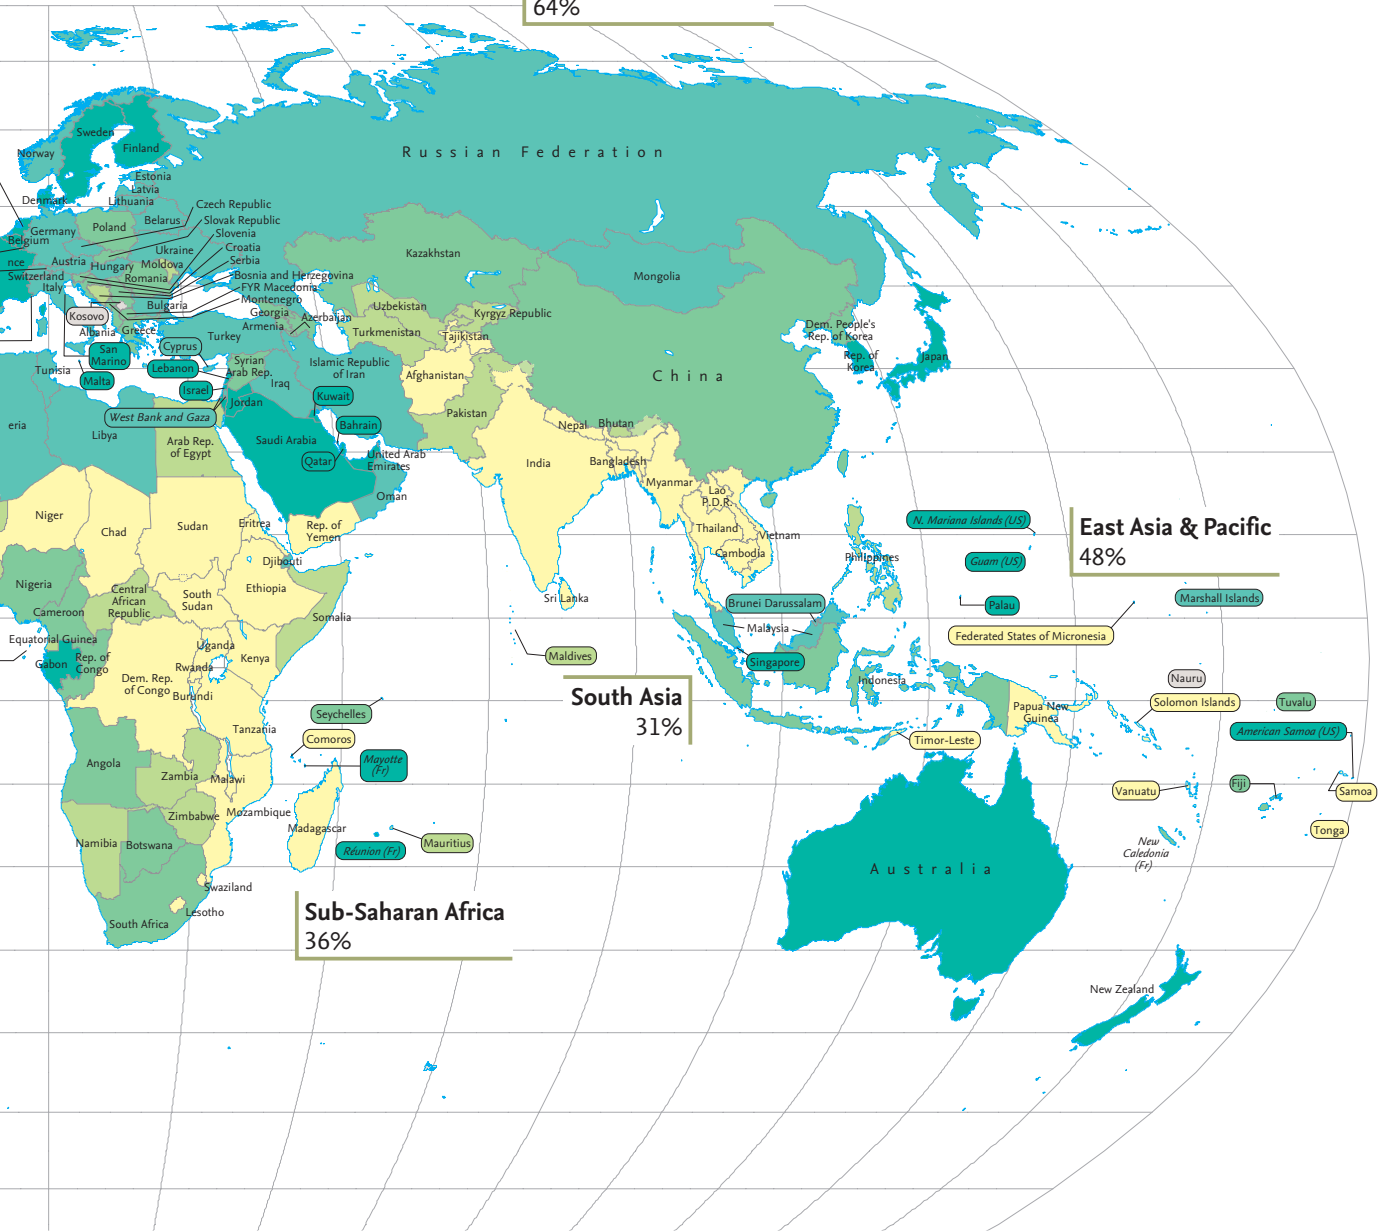 64%
Sweden
Finland
Norway
Russian Federation
Estonia
Latvia
Lithuania
Denmark
Czech Republic
Slovak Republic
Belarus
Poland
Germany
Slovenia
Belgium
Croatia
Ukraine
Serbia
Kazakhstan
nce
Austria
Hungary
Moldova
Switzerland
Romania
Bosnia and Herzegovina
Mongolia
Italy
FYR Macedonia
Montenegro
Bulgaria
Georgia
Uzbekistan
Kyrgyz Republic
Kosovo
Azerbaijan
Armenia
Albania
Greece
Turkey
Turkmenistan
Tajikistan
Dem. People's
Rep. of Korea
Cyprus
San
Marino
Lebanon
Syrian
Arab Rep.
Islamic Republic
of Iran
Rep. of
Korea
Japan
Tunisia
Malta
Iraq
Afghanistan
China
Israel
Kuwait
Jordan
West Bank and Gaza
Pakistan
eria
Libya
Bahrain
Nepal
Bhutan
Arab Rep.
of Egypt
Saudi Arabia
Qatar
United Arab
Emirates
India
Bangladesh
Oman
Myanmar
Lao
P.D.R.
Niger
Chad
Sudan
Eritrea
Rep. of
Yemen
Thailand
Vietnam
N. Mariana Islands (US)
East Asia & Pacific
48%
Cambodia
Philippines
Guam (US)
Djibouti
Nigeria
Central
African
Republic
Ethiopia
South
Sudan
Sri Lanka
Brunei Darussalam
Palau
Marshall Islands
Cameroon
Somalia
Malaysia
Federated States of Micronesia
Equatorial Guinea
Uganda
Gabon
Rep. of
Congo
Kenya
Maldives
Singapore
Rwanda
Dem. Rep.
of Congo
Burundi
Indonesia
Nauru
South Asia
31%
Solomon Islands
Tuvalu
Papua New
Guinea
Seychelles
Tanzania
Comoros
Timor-Leste
American Samoa (US)
Angola
Mayotte
(Fr)
Zambia
Malawi
Fiji
Vanuatu
Samoa
Mozambique
Zimbabwe
Madagascar
Tonga
Namibia
Botswana
Réunion (Fr)
Mauritius
New
Caledonia
(Fr)
Australia
Swaziland
Lesotho
South Africa
Sub-Saharan Africa
36%
New Zealand